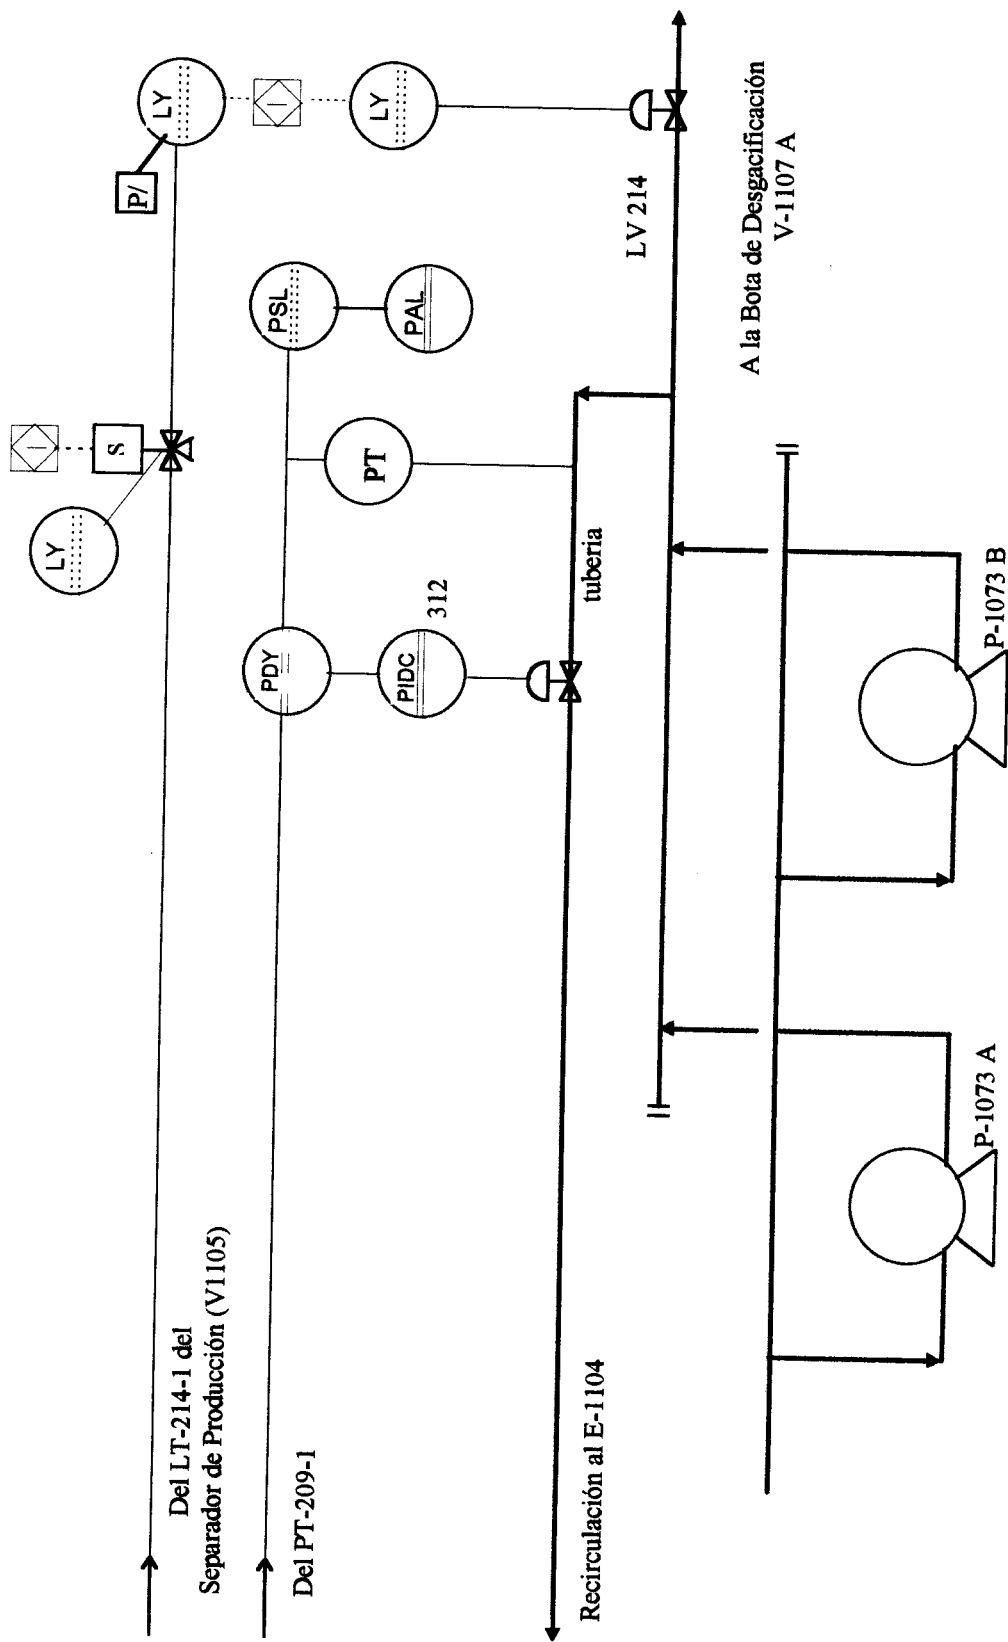 Del LT-214-1 del
Separador de Producción (V1105)
Del PT-209-1
Recirculación al E-1104
LY
S
I
LY
P/
I
LY
PSL
PAL
PT
PDY
PIDC
312
tuberia
LV 214
A la Bota de Desgacificación
V-1107 A
P-1073 A
P-1073 B